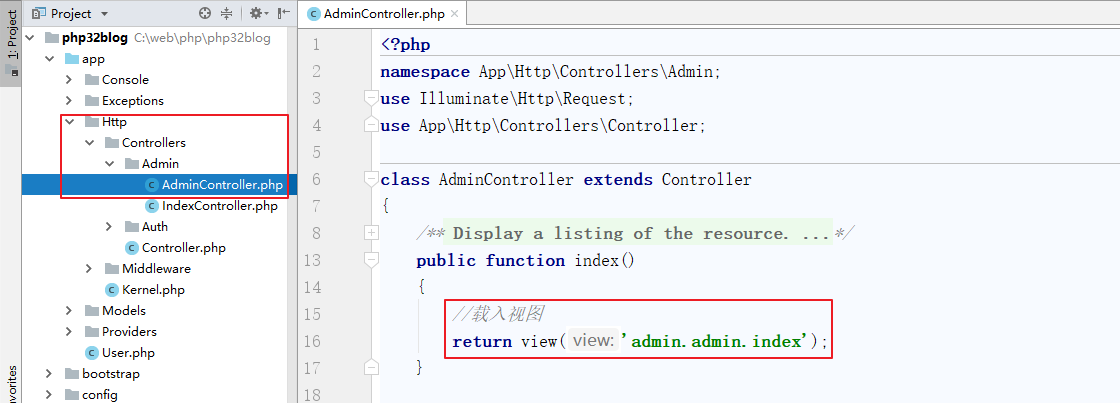 1: Project
Project
php32blog C:\web\php\php32blog
app
Console
Exceptions
Http
Controllers
Admin
AdminController.php
IndexController.php
Auth
Controller.php
Middleware
Kernel.php
Models
Providers
User.php
bootstrap
config
AdminController.php
1 <?php
2 namespace App\Http\Controllers\Admin;
3 use Illuminate\Http\Request;
4 use App\Http\Controllers\Controller;
5
6 class AdminController extends Controller
7 {
8 /** Display a listing of the resource. ...*/
13 public function index()
14 {
15 //载入视图
16 return view( view: 'admin.admin.index');
17 }
18